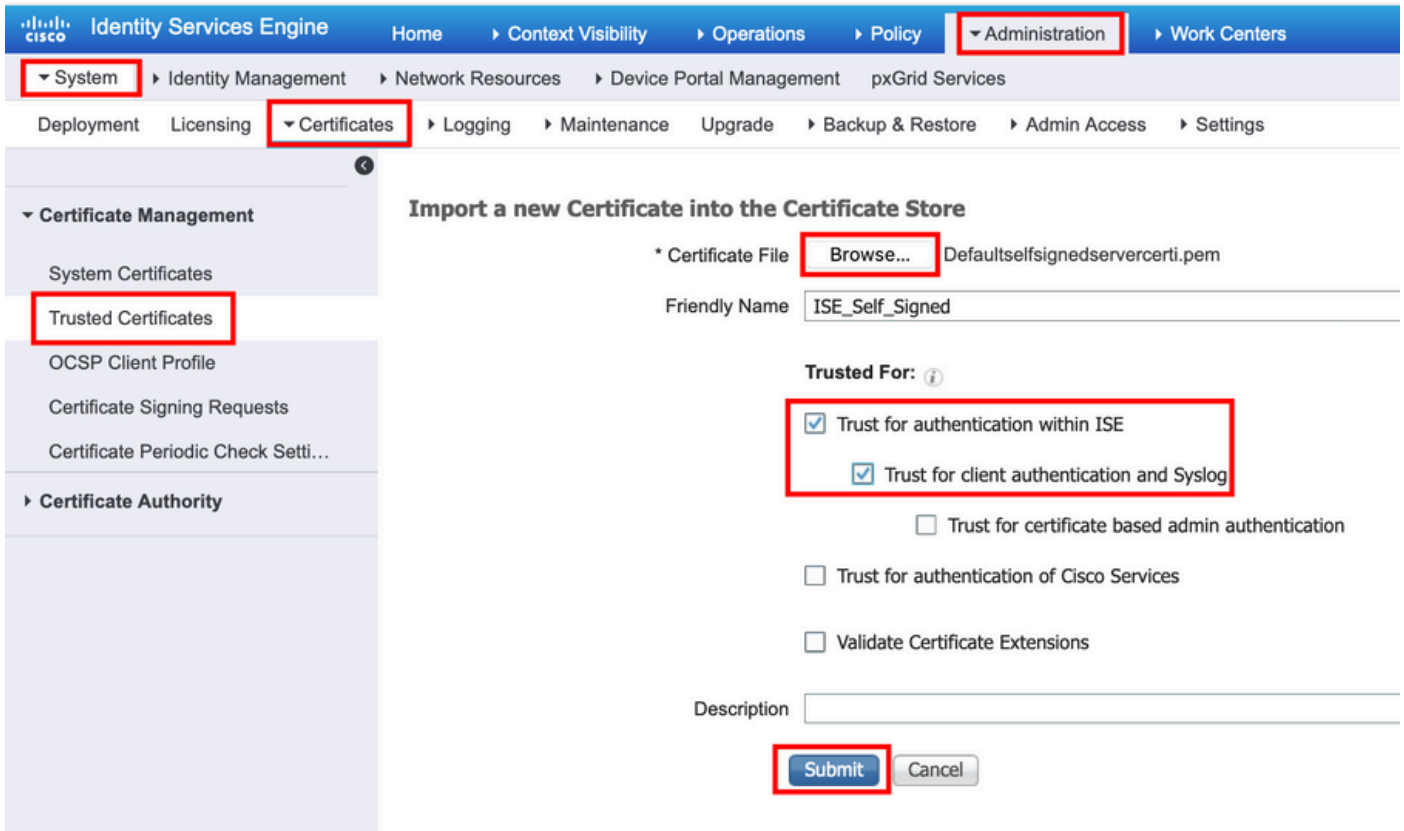 cisco Identity Services Engine Home Context Visibility Operations Policy Administration Work Centers
System Identity Management Network Resources Device Portal Management pxGrid Services
Deployment Licensing Certificates Logging Maintenance Upgrade Backup & Restore Admin Access Settings
Certificate Management
System Certificates
Trusted Certificates
OCSP Client Profile
Certificate Signing Requests
Certificate Periodic Check Setti...
Certificate Authority
Import a new Certificate into the Certificate Store
* Certificate File Browse... Defaultselfsignedservercerti.pem
Friendly Name ISE_Self_Signed
Trusted For: i
Trust for authentication within ISE
Trust for client authentication and Syslog
Trust for certificate based admin authentication
Trust for authentication of Cisco Services
Validate Certificate Extensions
Description
Submit Cancel